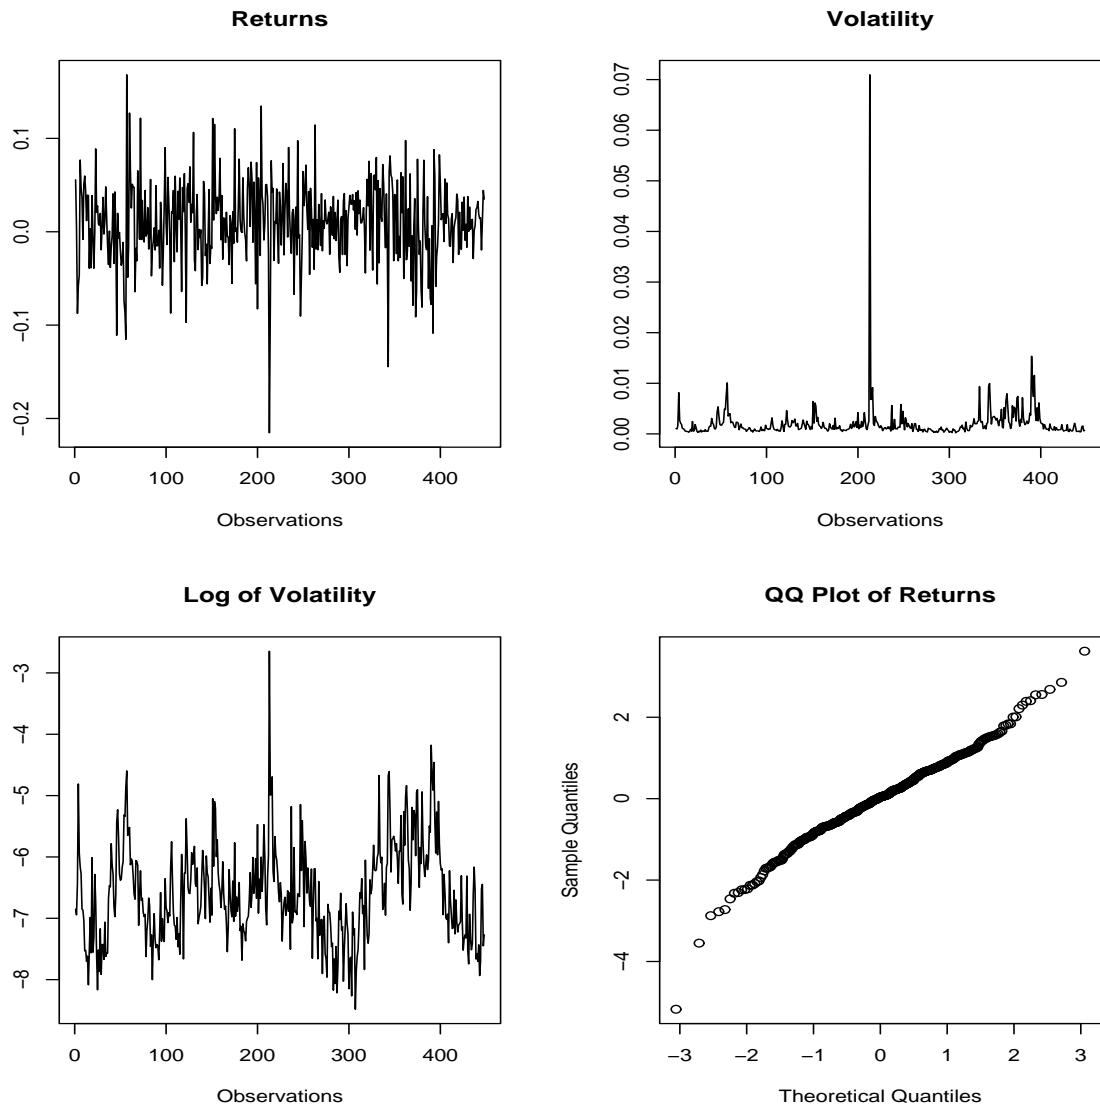 Returns
0.1
0.0
−0.1
−0.2
0 100 200 300 400
Observations
Volatility
0.07
0.06
0.05
0.04
0.03
0.02
0.01
0.00
0 100 200 300 400
Observations
Log of Volatility
−3
−4
−5
−6
−7
−8
0 100 200 300 400
Observations
QQ Plot of Returns
Sample Quantiles
2
0
−2
−4
−3 −2 −1 0 1 2 3
Theoretical Quantiles